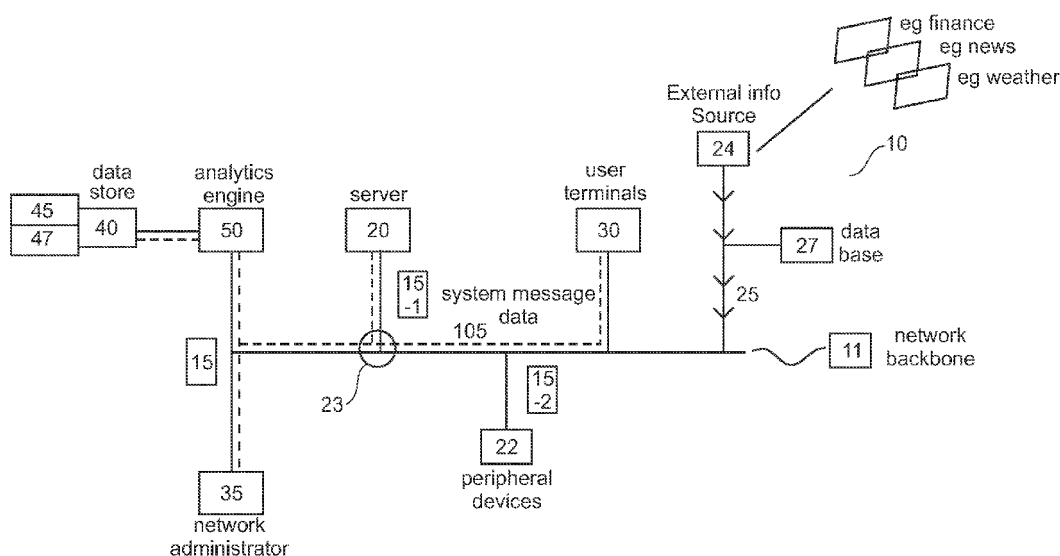 eg finance
eg news
eg weather
External info
Source
24
10
data
store
analytics
engine
server
user
terminals
45
47
40
50
20
30
27
data
base
15
-1
system message
data
105
25
15
23
15
-2
11
network
backbone
22
peripheral
devices
35
network
administrator